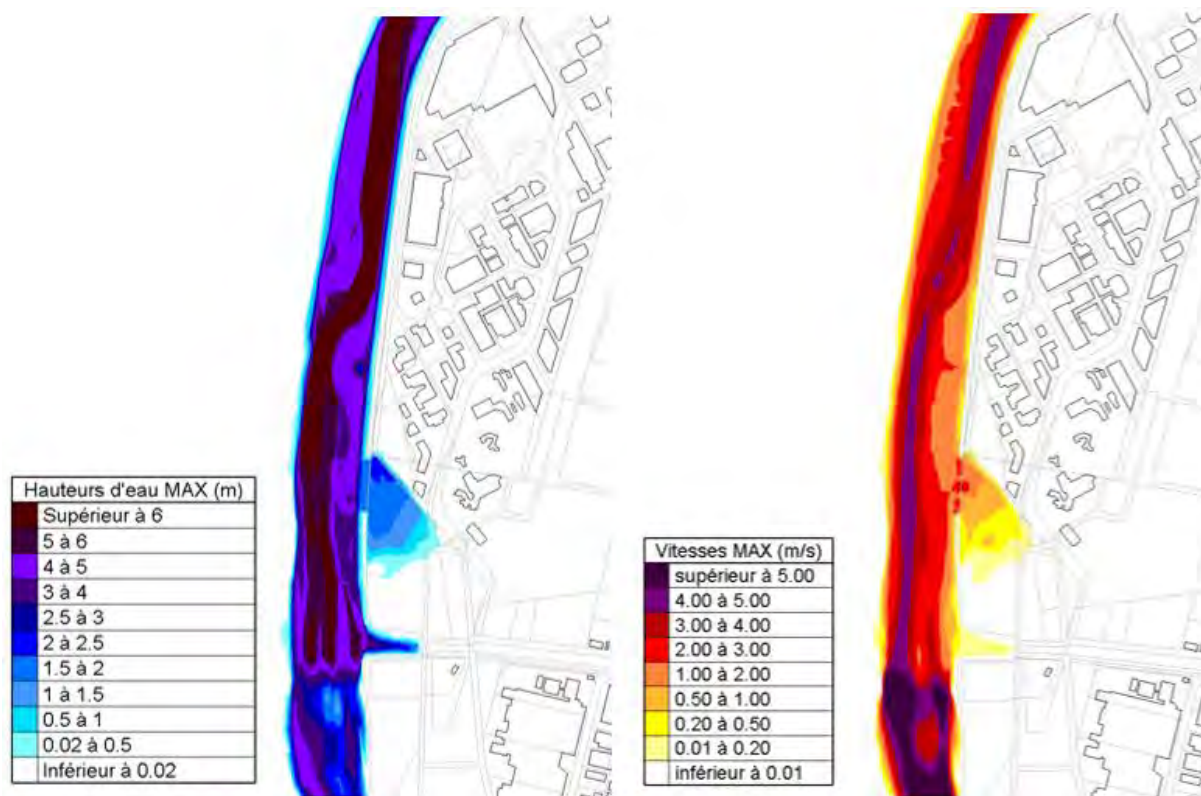 Hauteurs d'eau MAX (m)
Supérieur à 6
5 à 6
4 à 5
3 à 4
2.5 à 3
2 à 2.5
1.5 à 2
1 à 1.5
0.5 à 1
0.02 à 0.5
Inférieur à 0.02
Vitesses MAX (m/s)
supérieur à 5.00
4.00 à 5.00
3.00 à 4.00
2.00 à 3.00
1.00 à 2.00
0.50 à 1.00
0.20 à 0.50
0.01 à 0.20
inférieur à 0.01